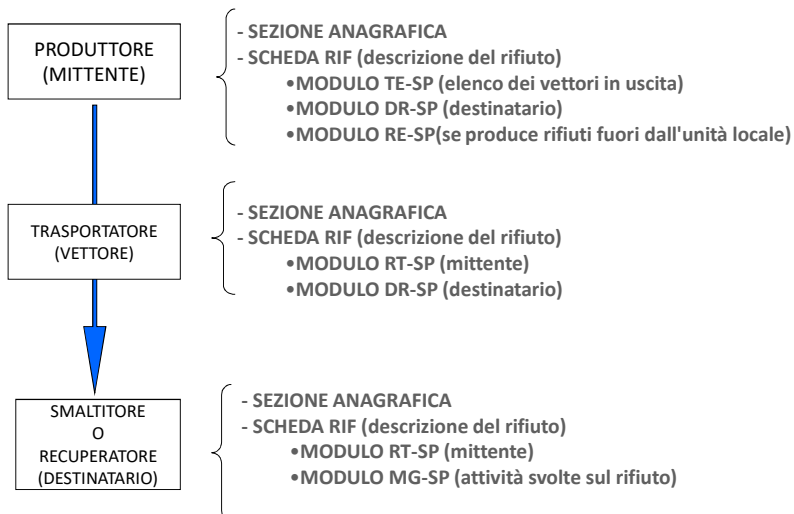 PRODUTTORE
(MITTENTE)
- SEZIONE ANAGRAFICA
- SCHEDA RIF (descrizione del rifiuto)
•MODULO TE-SP (elenco dei vettori in uscita)
•MODULO DR-SP (destinatario)
•MODULO RE-SP(se produce rifiuti fuori dall'unità locale)
TRASPORTATORE
(VETTORE)
- SEZIONE ANAGRAFICA
- SCHEDA RIF (descrizione del rifiuto)
•MODULO RT-SP (mittente)
•MODULO DR-SP (destinatario)
SMALTITORE
O
RECUPERATORE
(DESTINATARIO)
- SEZIONE ANAGRAFICA
- SCHEDA RIF (descrizione del rifiuto)
•MODULO RT-SP (mittente)
•MODULO MG-SP (attività svolte sul rifiuto)